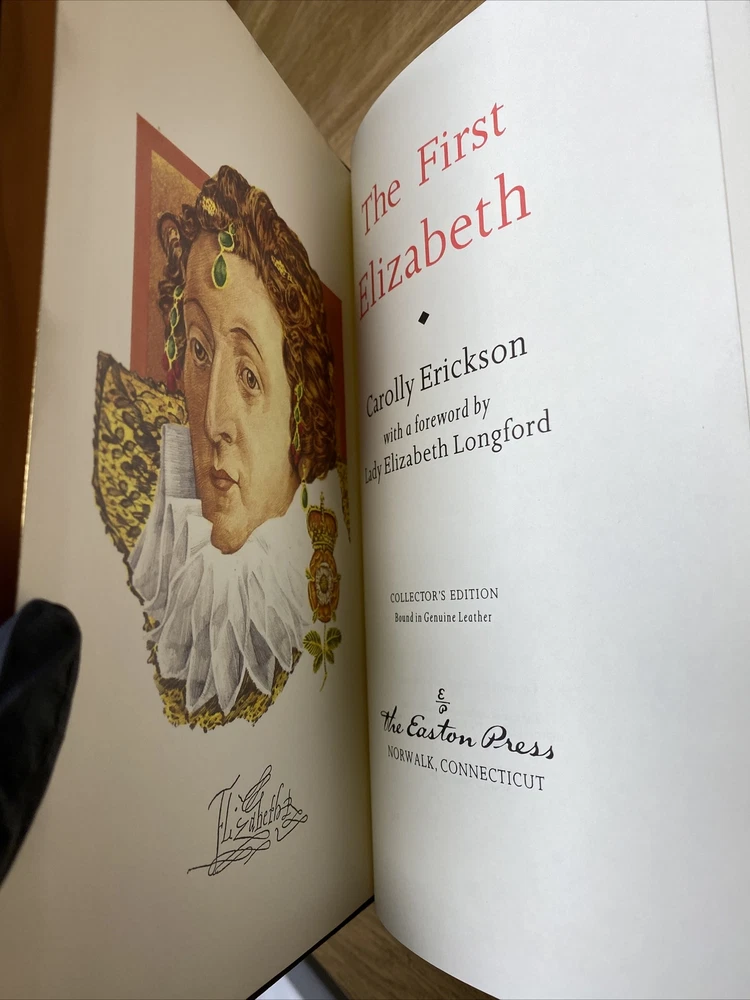 The First
Elizabeth
Carolly Erickson
with a foreword by
Lady Elizabeth Longford
COLLECTOR'S EDITION
Bound in Genuine Leather
E
P
the Easton Press
NORWALK, CONNECTICUT
Elizabeth R